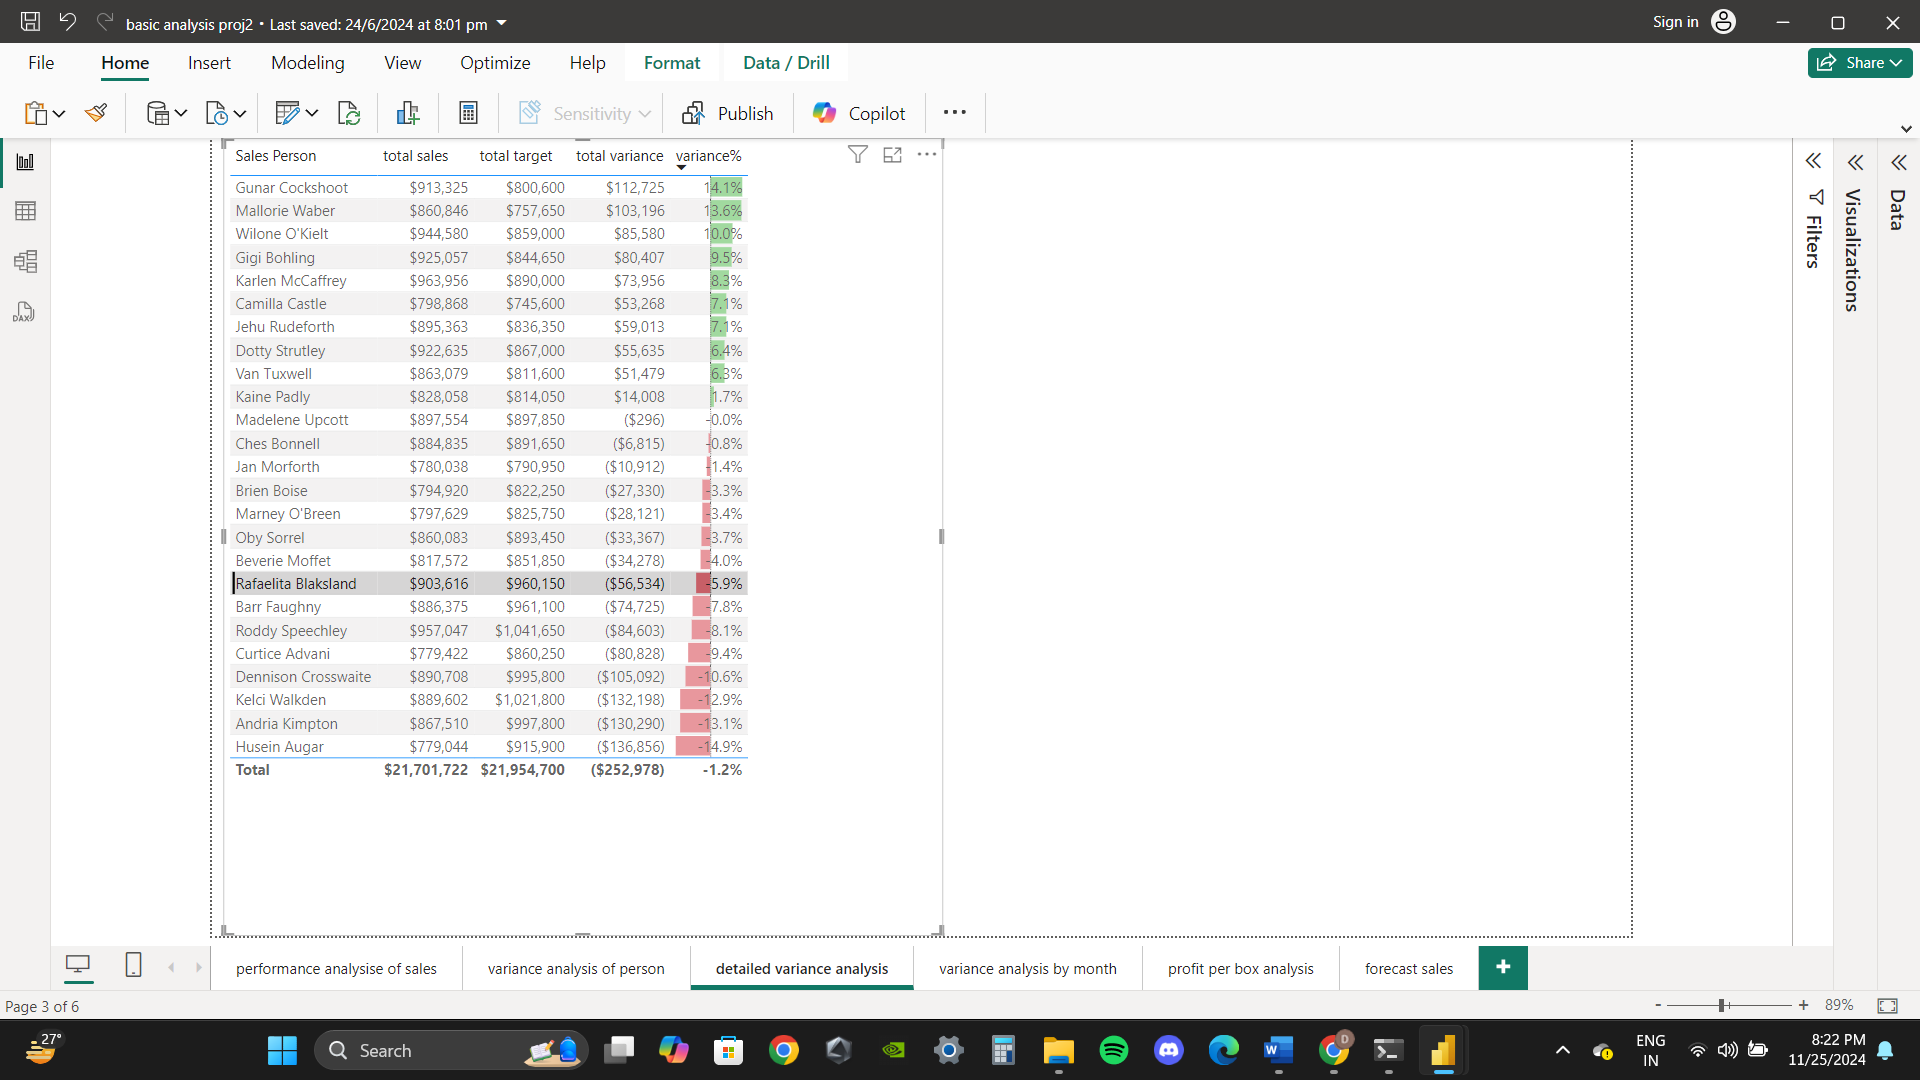 basic analysis proj2 • Last saved: 24/6/2024 at 8:01 pm
Sign in
File Home Insert Modeling View Optimize Help Format Data / Drill
Share
Sensitivity
Publish
Copilot
Sales Person total sales total target total variance variance%
Gunar Cockshoot $913,325 $800,600 $112,725 14.1%
Mallorie Waber $860,846 $757,650 $103,196 13.6%
Wilone O'Kielt $944,580 $859,000 $85,580 10.0%
Gigi Bohling $925,057 $844,650 $80,407 9.5%
Karlen McCaffrey $963,956 $890,000 $73,956 8.3%
Camilla Castle $798,868 $745,600 $53,268 7.1%
Jehu Rudeforth $895,363 $836,350 $59,013 7.1%
Dotty Strutley $922,635 $867,000 $55,635 6.4%
Van Tuxwell $863,079 $811,600 $51,479 6.3%
Kaine Padly $828,058 $814,050 $14,008 1.7%
Madelene Upcott $897,554 $897,850 ($296) -0.0%
Ches Bonnell $884,835 $891,650 ($6,815) -0.8%
Jan Morforth $780,038 $790,950 ($10,912) -1.4%
Brien Boise $794,920 $822,250 ($27,330) -3.3%
Marney O'Breen $797,629 $825,750 ($28,121) -3.4%
Oby Sorrel $860,083 $893,450 ($33,367) -3.7%
Beverie Moffet $817,572 $851,850 ($34,278) -4.0%
Rafaelita Blaksland $903,616 $960,150 ($56,534) -5.9%
Barr Faughny $886,375 $961,100 ($74,725) -7.8%
Roddy Speechley $957,047 $1,041,650 ($84,603) -8.1%
Curtice Advani $779,422 $860,250 ($80,828) -9.4%
Dennison Crosswaite $890,708 $995,800 ($105,092) -10.6%
Kelci Walkden $889,602 $1,021,800 ($132,198) -12.9%
Andria Kimpton $867,510 $997,800 ($130,290) -13.1%
Husein Augar $779,044 $915,900 ($136,856) -14.9%
Total $21,701,722 $21,954,700 ($252,978) -1.2%
Filters
Visualizations
Data
DAX
performance analysise of sales
variance analysis of person
detailed variance analysis
variance analysis by month
profit per box analysis
forecast sales
+
Page 3 of 6
- + 89%
27°
Search
W
D
ENG
IN
8:22 PM
11/25/2024